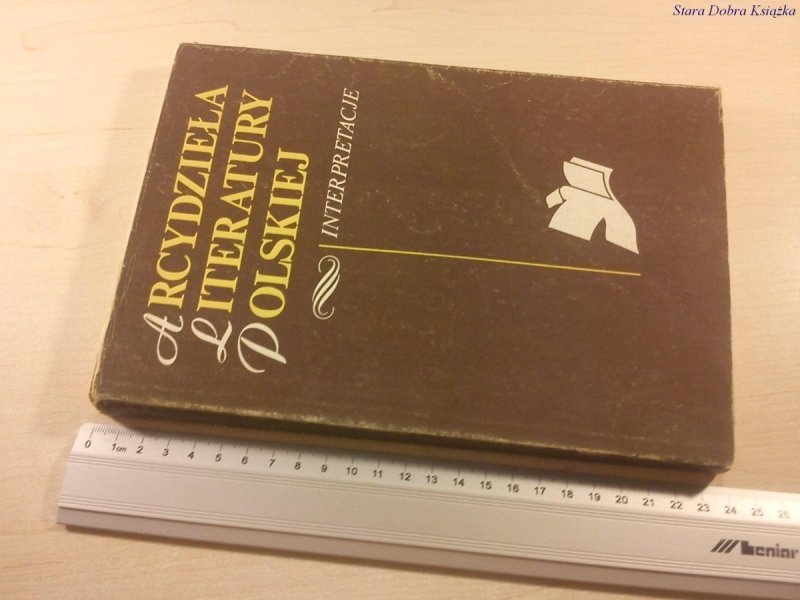 Stara Dobra Książka
ARCYDZIEŁA
LITERATURY
POLSKIEJ
INTERPRETACJE
0 1cm 2 3 4 5 6 7 8 9 10 11 12 13 14 15 16 17 18 19 20 21 22 23 24 25 26
Leniar